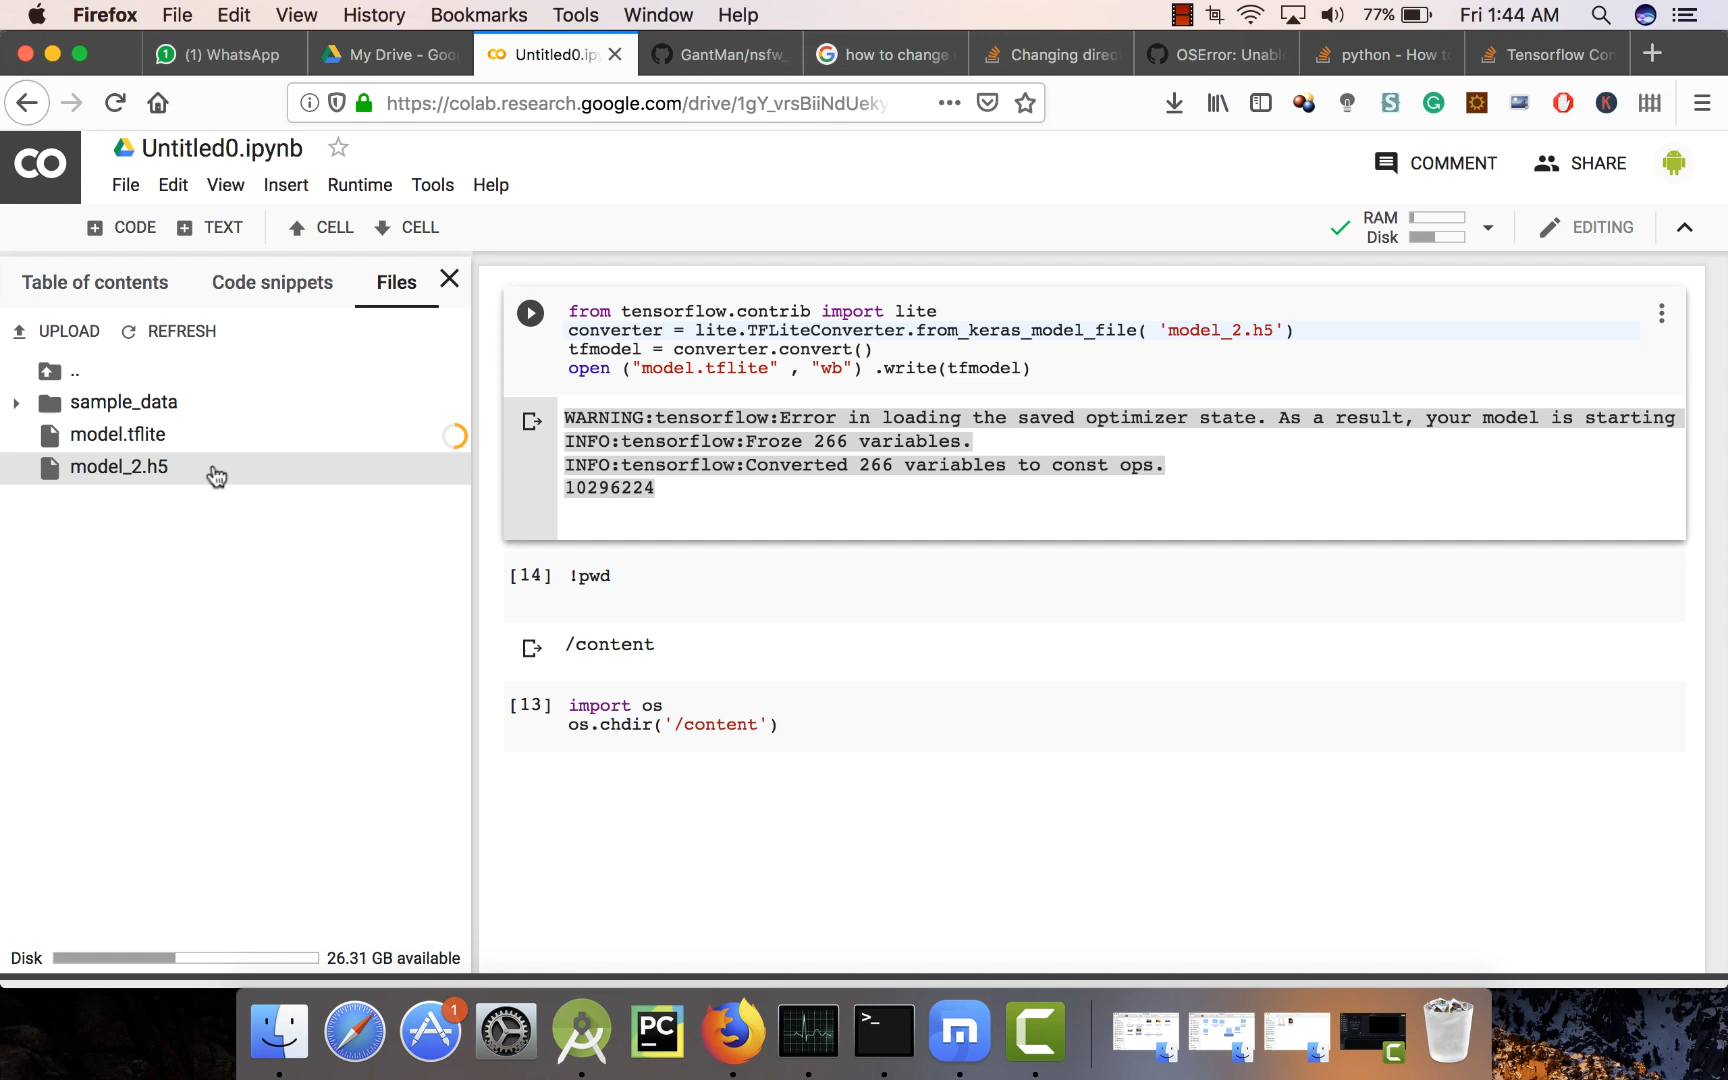 Firefox File Edit View History Bookmarks Tools Window Help 77% Fri 1:44 AM
(1) WhatsApp My Drive - Goo Untitled0.ip GantMan/nsfw_ how to change Changing direc OSError: Unabl python - How to Tensorflow Con
https://colab.research.google.com/drive/1gY_vrsBiiNdUeky
CO Untitled0.ipynb COMMENT SHARE
File Edit View Insert Runtime Tools Help
CODE TEXT CELL CELL RAM Disk EDITING
Table of contents Code snippets Files
UPLOAD REFRESH
..
sample_data
model.tflite
model_2.h5
Disk 26.31 GB available
from tensorflow.contrib import lite
converter = lite.TFLiteConverter.from_keras_model_file( 'model_2.h5')
tfmodel = converter.convert()
open ("model.tflite" , "wb") .write(tfmodel)
WARNING:tensorflow:Error in loading the saved optimizer state. As a result, your model is starting
INFO:tensorflow:Froze 266 variables.
INFO:tensorflow:Converted 266 variables to const ops.
10296224
[14] !pwd
/content
[13] import os
os.chdir('/content')
1
PC
>_
m
C